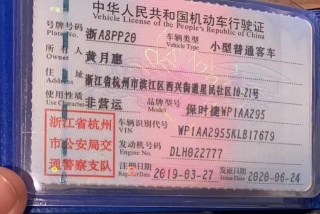 中华人民共和国机动车行驶证
Vehicle License of the People's Republic of China
号牌号码 浙A8PP20 车辆类型 小型普通客车
Plate No. Vehicle Type
所有人 黄月惠
Owner
住址 浙江省杭州市滨江区西兴街道星民社区10-21号
Address
使用性质 非营运 品牌型号 保时捷WP1AA295
Use Character Model
浙江省杭州
市公安局交
通警察支队
车辆识别代号 WP1AA2955KLB17679
VIN
发动机号码 DLH022777
Engine No.
注册日期 2019-03-27 发证日期 2020-06-24
Register Date Issue Date